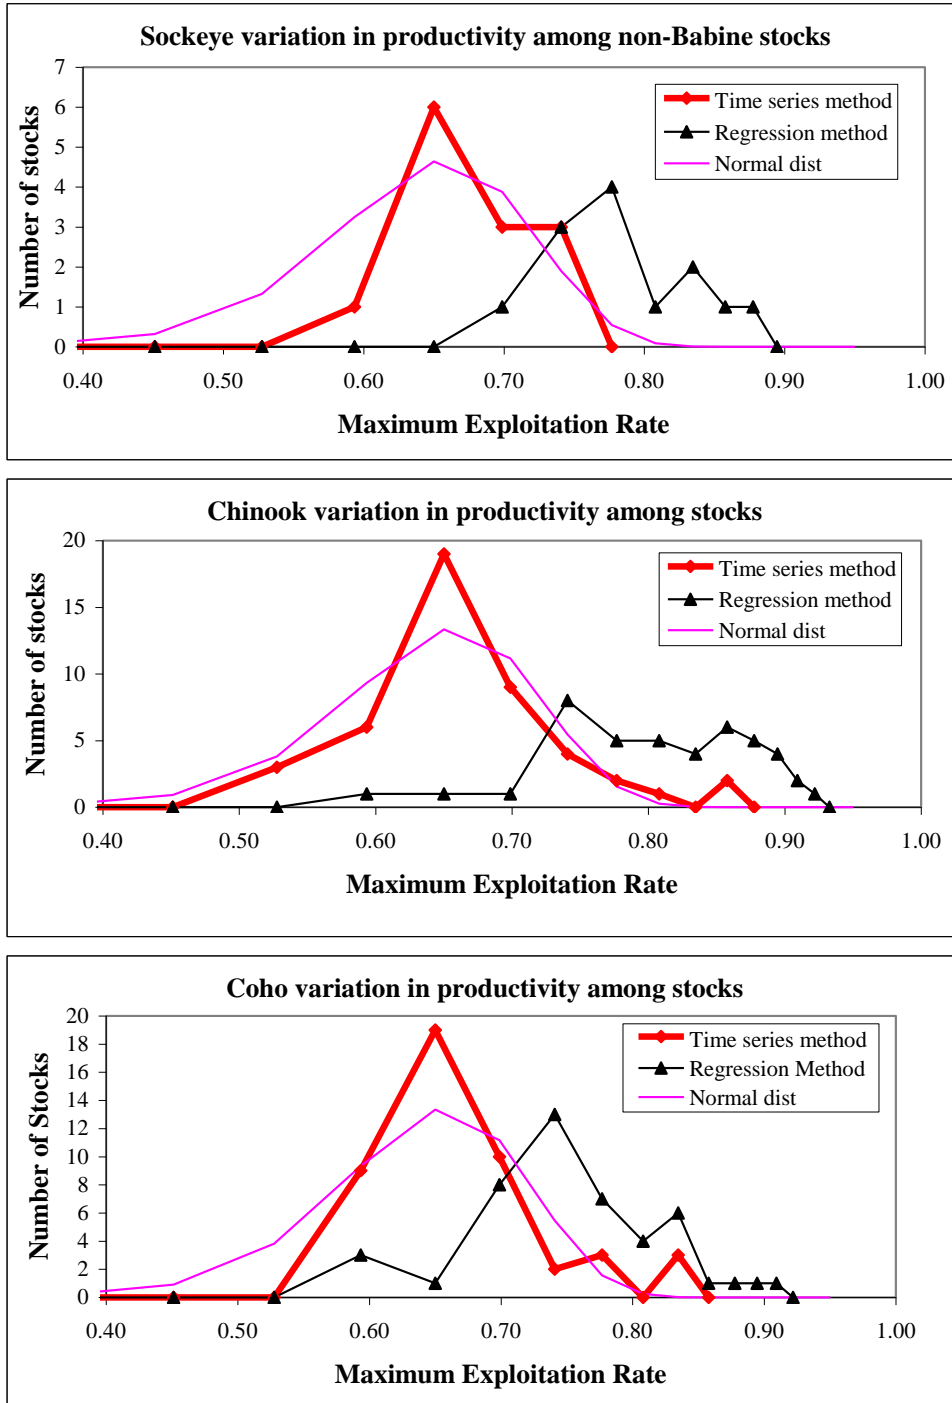 Sockeye variation in productivity among non-Babine stocks
7
6
5
4
3
2
1
0
Number of stocks
Time series method
Regression method
Normal dist
0.40 0.50 0.60 0.70 0.80 0.90 1.00
Maximum Exploitation Rate
Chinook variation in productivity among stocks
20
15
10
5
0
Number of stocks
Time series method
Regression method
Normal dist
0.40 0.50 0.60 0.70 0.80 0.90 1.00
Maximum Exploitation Rate
Coho variation in productivity among stocks
20
18
16
14
12
10
8
6
4
2
0
Number of Stocks
Time series method
Regression Method
Normal dist
0.40 0.50 0.60 0.70 0.80 0.90 1.00
Maximum Exploitation Rate